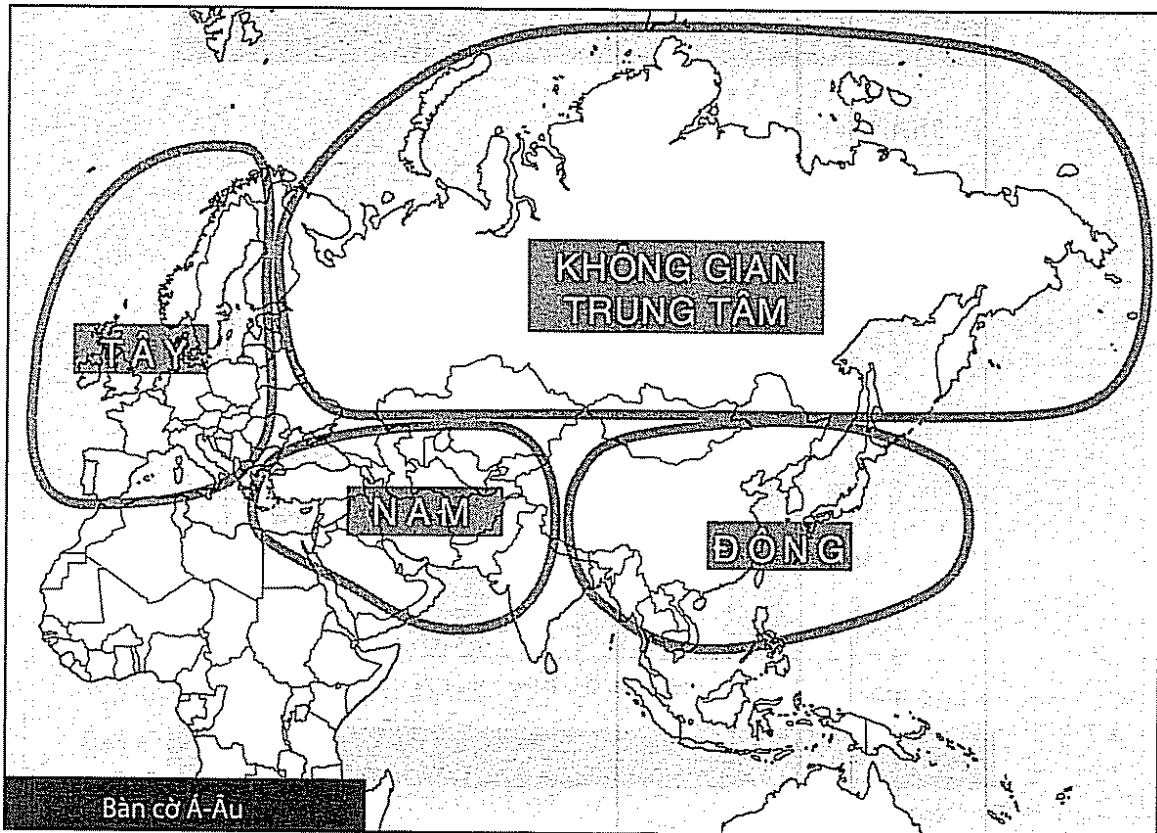 KHÔNG GIAN
TRUNG TÂM
TÂY
NAM
ĐÔNG
Bàn cờ Á-Âu